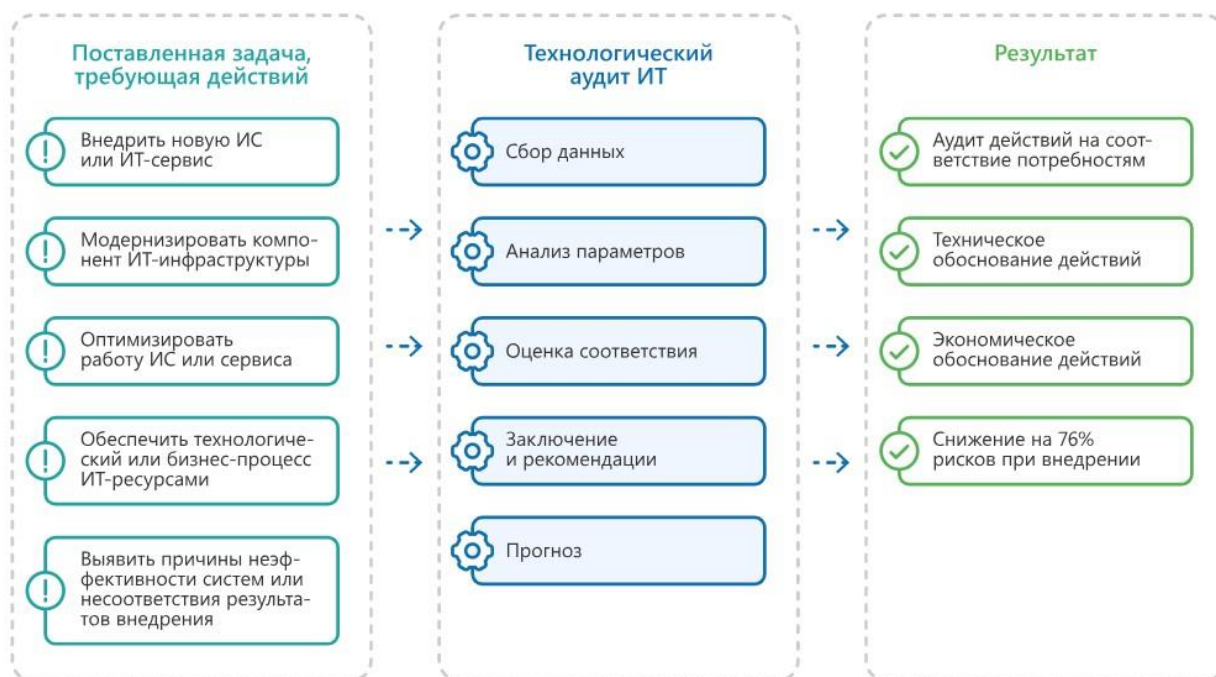 Поставленная задача,
требующая действий
Внедрить новую ИС
или ИТ-сервис
Модернизировать компо-
нент ИТ-инфраструктуры
Оптимизировать
работу ИС или сервиса
Обеспечить технологиче-
ский или бизнес-процесс
ИТ-ресурсами
Выявить причины неэф-
фективности систем или
несоответствия результа-
тов внедрения
Технологический
аудит ИТ
Сбор данных
Анализ параметров
Оценка соответствия
Заключение
и рекомендации
Прогноз
Результат
Аудит действий на соот-
ветствие потребностям
Техническое
обоснование действий
Экономическое
обоснование действий
Снижение на 76%
рисков при внедрении